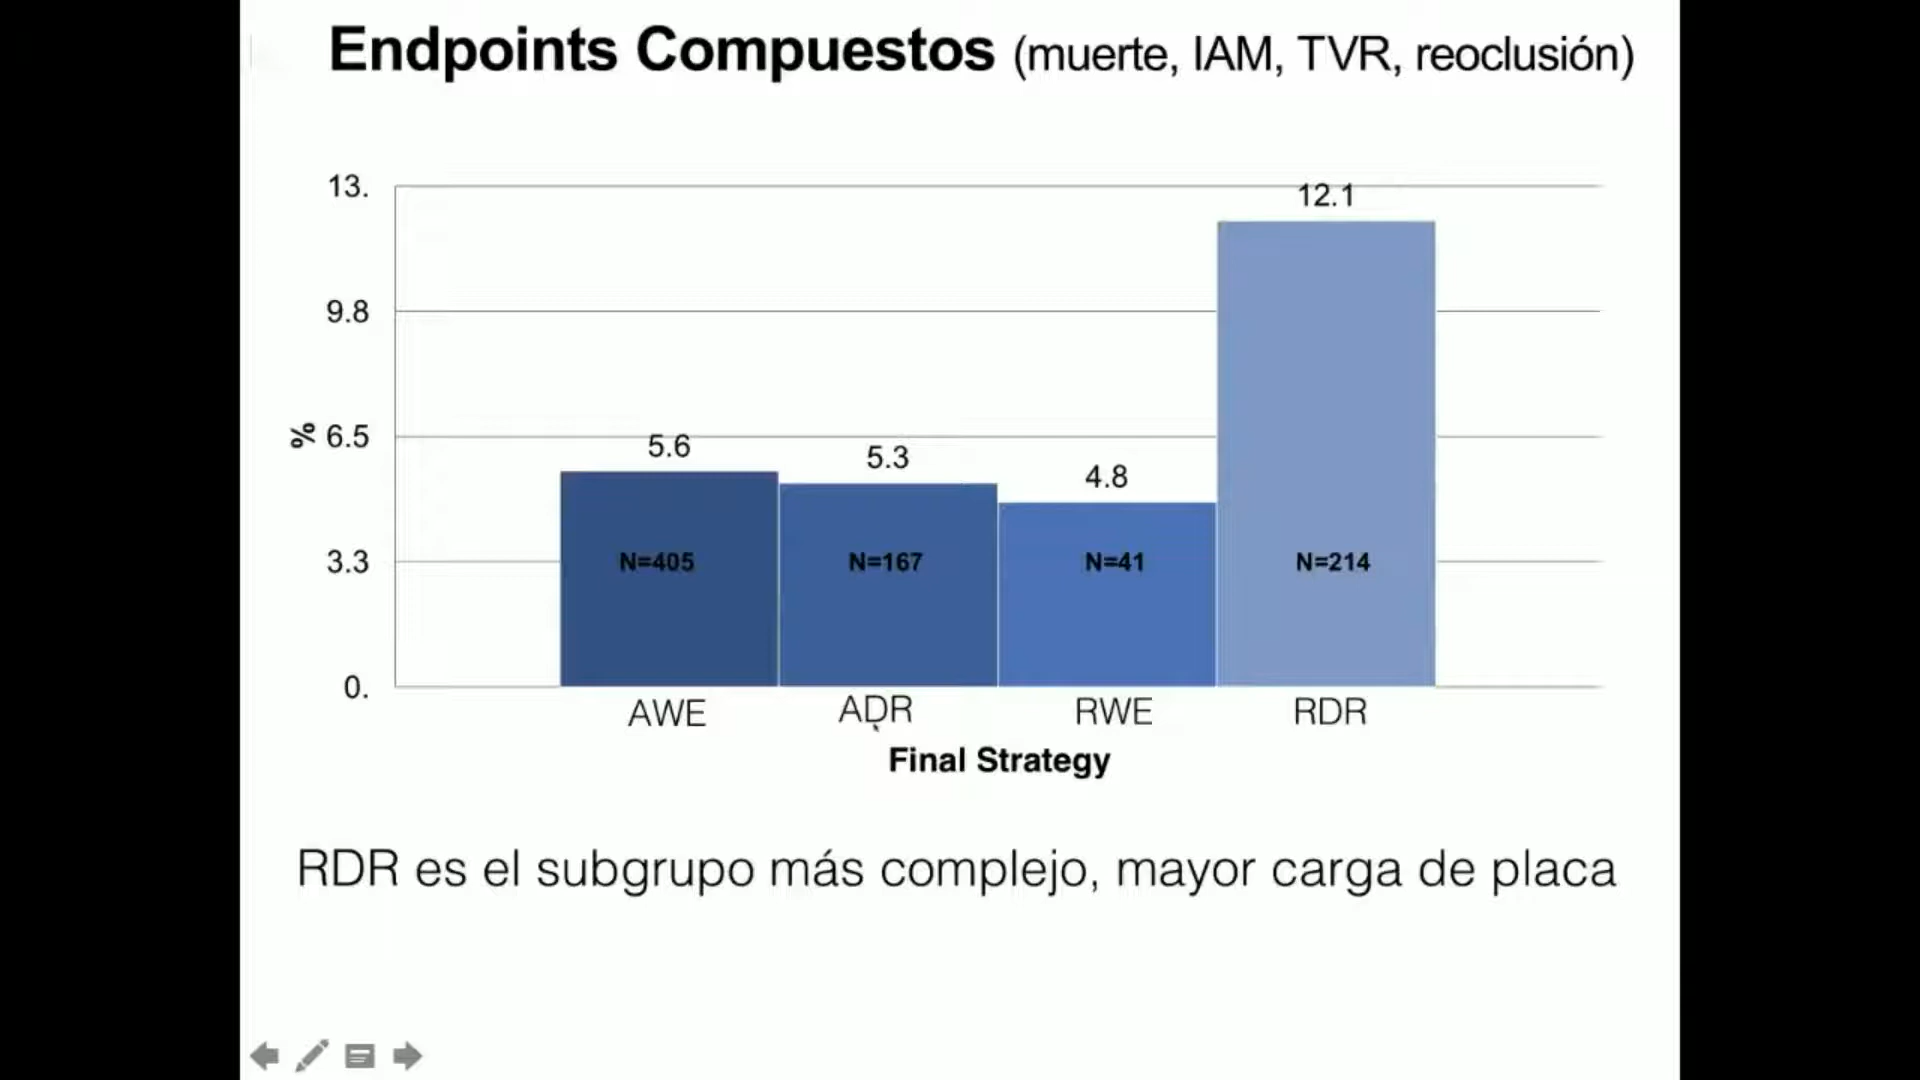 Endpoints Compuestos (muerte, IAM, TVR, reoclusión)
13.
12.1
9.8
% 6.5
5.6
5.3
4.8
3.3
N=405
N=167
N=41
N=214
0.
AWE
ADR
RWE
RDR
Final Strategy
RDR es el subgrupo más complejo, mayor carga de placa